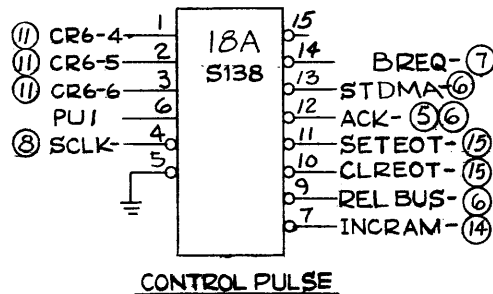 11 CR6-4 1 18A 15
11 CR6-5 2 S138 14 BREQ- 7
11 CR6-6 3 13 STDMA- 6
PU1 6 12 ACK- 5 6
8 SCLK- 4 11 SETEOT- 15
5 10 CLREOT- 15
9 REL BUS- 6
7 INCRAM- 14
CONTROL PULSE